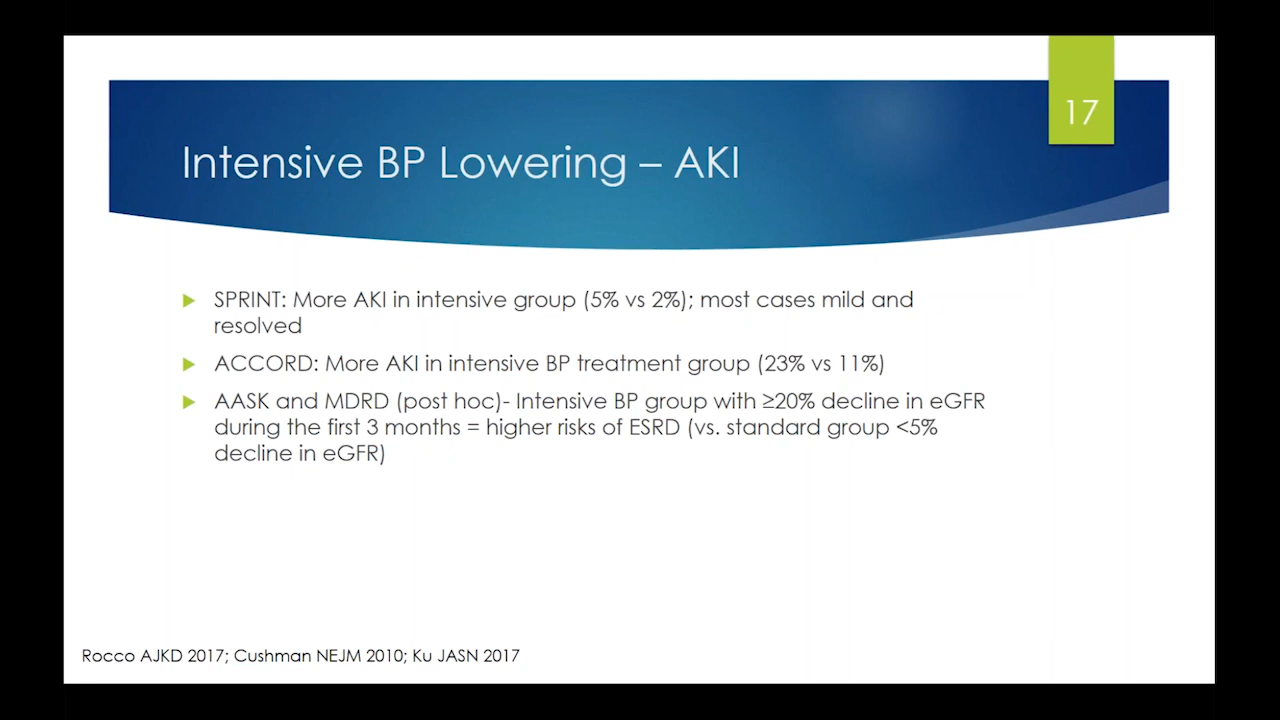 17
Intensive BP Lowering – AKI
SPRINT: More AKI in intensive group (5% vs 2%); most cases mild and
resolved
ACCORD: More AKI in intensive BP treatment group (23% vs 11%)
AASK and MDRD (post hoc)- Intensive BP group with ≥20% decline in eGFR
during the first 3 months = higher risks of ESRD (vs. standard group <5%
decline in eGFR)
Rocco AJKD 2017; Cushman NEJM 2010; Ku JASN 2017